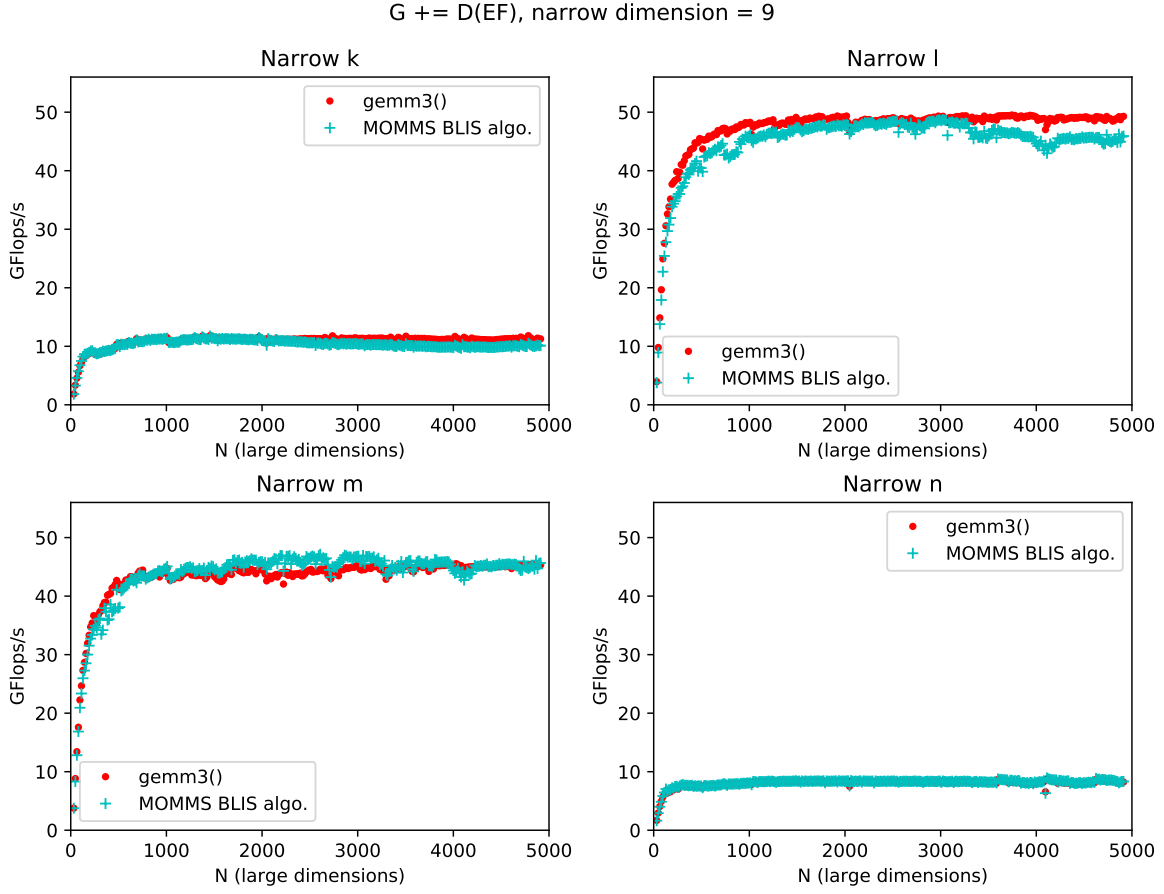 G += D(EF), narrow dimension = 9
Narrow k
50
40
30
20
10
0
GFlops/s
gemm3()
MOMMS BLIS algo.
0 1000 2000 3000 4000 5000
N (large dimensions)
Narrow l
50
40
30
20
10
0
GFlops/s
gemm3()
MOMMS BLIS algo.
0 1000 2000 3000 4000 5000
N (large dimensions)
Narrow m
50
40
30
20
10
0
GFlops/s
gemm3()
MOMMS BLIS algo.
0 1000 2000 3000 4000 5000
N (large dimensions)
Narrow n
50
40
30
20
10
0
GFlops/s
gemm3()
MOMMS BLIS algo.
0 1000 2000 3000 4000 5000
N (large dimensions)